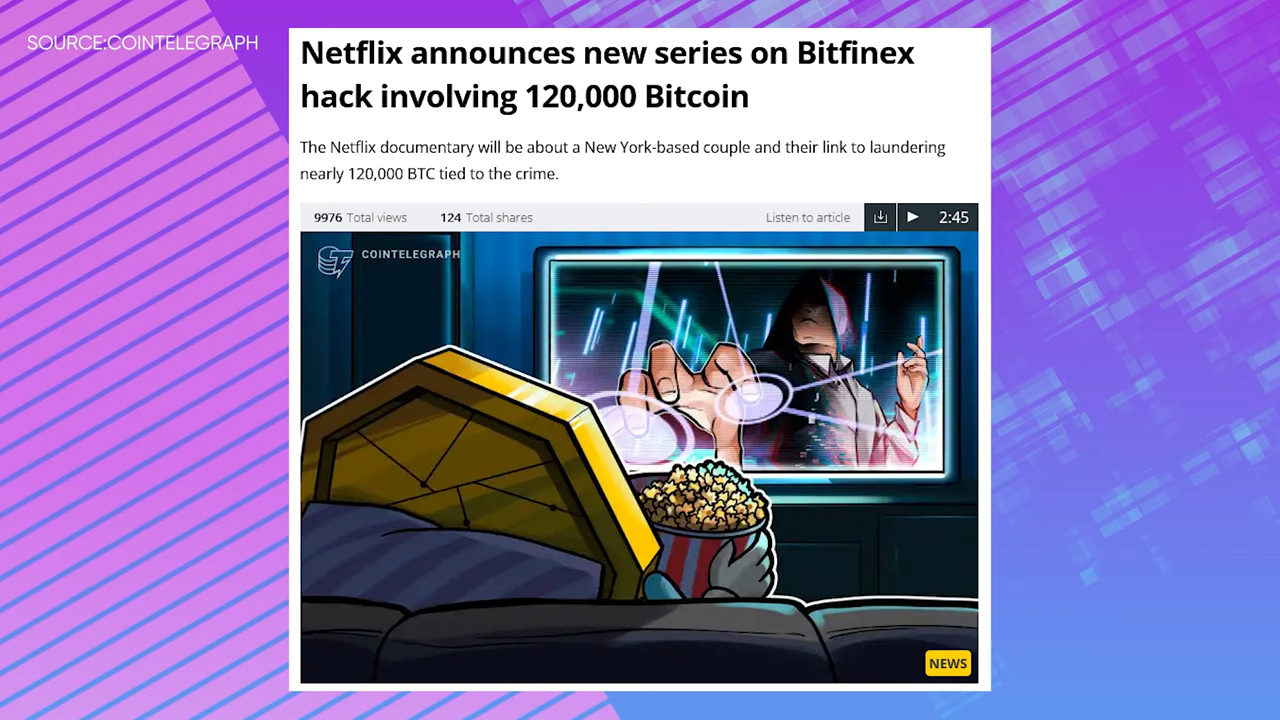 SOURCE:COINTELEGRAPH
Netflix announces new series on Bitfinex
hack involving 120,000 Bitcoin
The Netflix documentary will be about a New York-based couple and their link to laundering
nearly 120,000 BTC tied to the crime.
9976 Total views 124 Total shares Listen to article 2:45
COINTELEGRAPH
NEWS